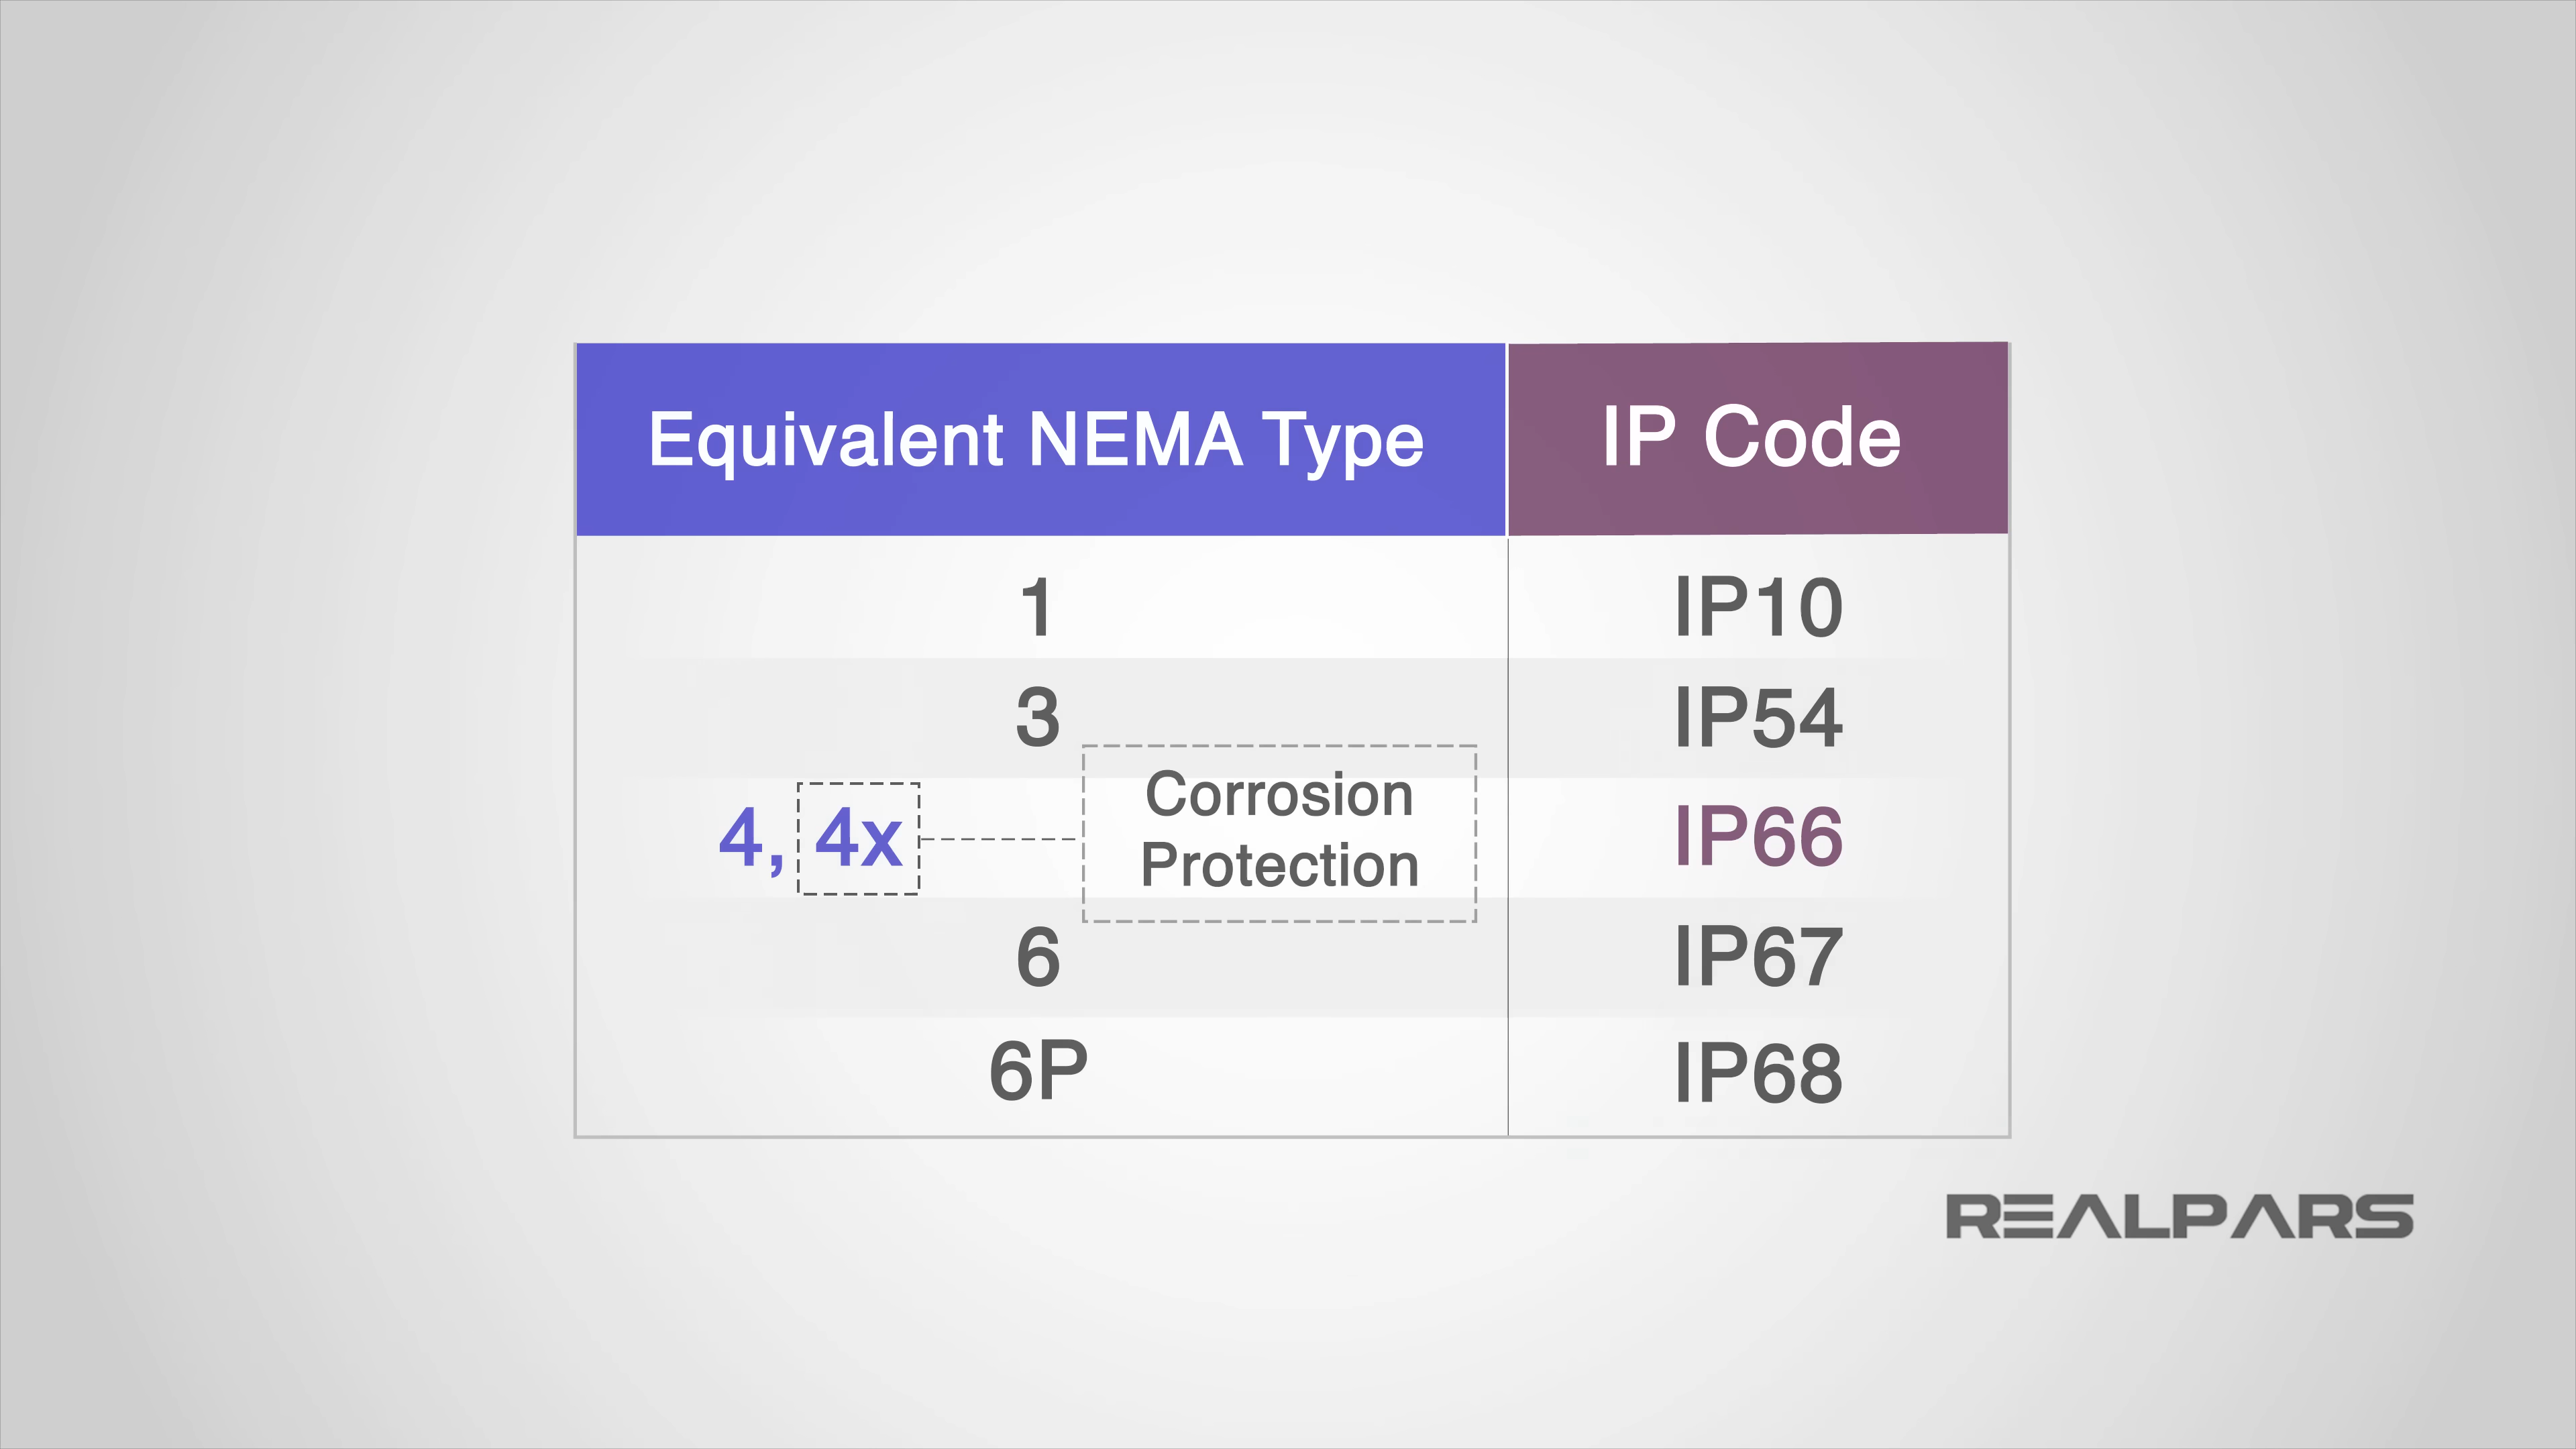 Equivalent NEMA Type IP Code
1 IP10
3 IP54
4, 4x Corrosion Protection IP66
6 IP67
6P IP68
REALPARS